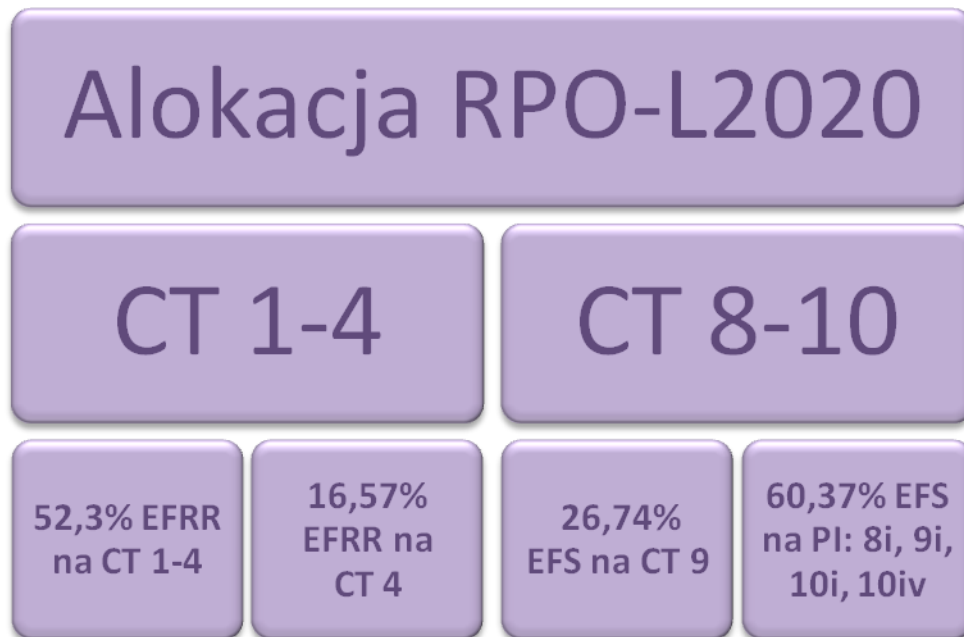 Alokacja RPO-L2020
CT 1-4
CT 8-10
52,3% EFRR
na CT 1-4
16,57%
EFRR na
CT 4
26,74%
EFS na CT 9
60,37% EFS
na PI: 8i, 9i,
10i, 10iv